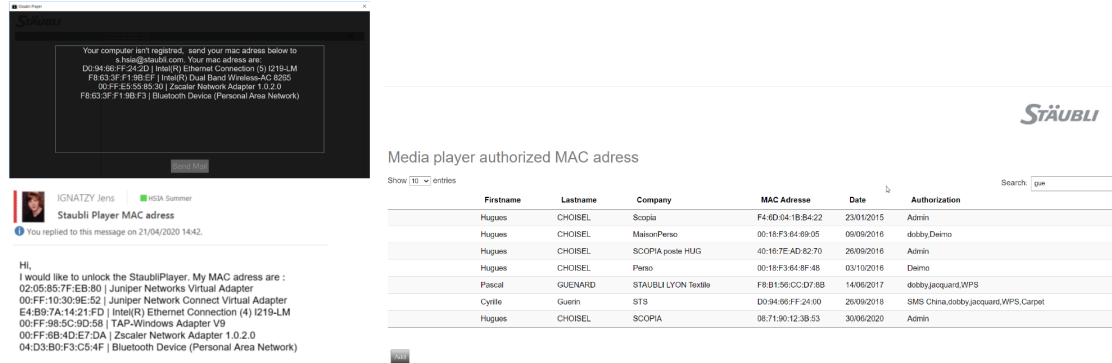 Staubli Player
STÄUBLI
Your computer isn't registred, send your mac adress below to
s.hsia@staubli.com. Your mac adress are:
D0:94:66:FF:24:2D | Intel(R) Ethernet Connection (5) I219-LM
F8:63:3F:F1:9B:EF | Intel(R) Dual Band Wireless-AC 8265
00:FF:E5:55:85:30 | Zscaler Network Adapter 1.0.2.0
F8:63:3F:F1:9B:F3 | Bluetooth Device (Personal Area Network)
Send Mail
IGNATZY Jens HSIA Summer
Staubli Player MAC adress
You replied to this message on 21/04/2020 14:42.
Hi,
I would like to unlock the StaubliPlayer. My MAC adress are :
02:05:85:7F:EB:80 | Juniper Networks Virtual Adapter
00:FF:10:30:9E:52 | Juniper Network Connect Virtual Adapter
E4:B9:7A:14:21:FD | Intel(R) Ethernet Connection (4) I219-LM
00:FF:98:5C:9D:58 | TAP-Windows Adapter V9
00:FF:6B:4D:E7:DA | Zscaler Network Adapter 1.0.2.0
04:D3:B0:F3:C5:4F | Bluetooth Device (Personal Area Network)
STÄUBLI
Media player authorized MAC adress
Show 10 entries Search: gue
Firstname Lastname Company MAC Adresse Date Authorization
Hugues CHOISEL Scopia F4:6D:04:1B:B4:22 23/01/2015 Admin
Hugues CHOISEL MaisonPerso 00:18:F3:64:69:05 09/09/2016 dobby,Deimo
Hugues CHOISEL SCOPIA poste HUG 40:16:7E:AD:82:70 26/09/2016 Admin
Hugues CHOISEL Perso 00:18:F3:64:8F:48 03/10/2016 Deimo
Pascal GUENARD STAUBLI LYON Textile F8:B1:56:CC:D7:8B 14/06/2017 dobby,jacquard,WPS
Cyrille Guerin STS D0:94:66:FF:24:00 26/09/2018 SMS China,dobby,jacquard,WPS,Carpet
Hugues CHOISEL SCOPIA 08:71:90:12:3B:53 30/06/2020 Admin
Add